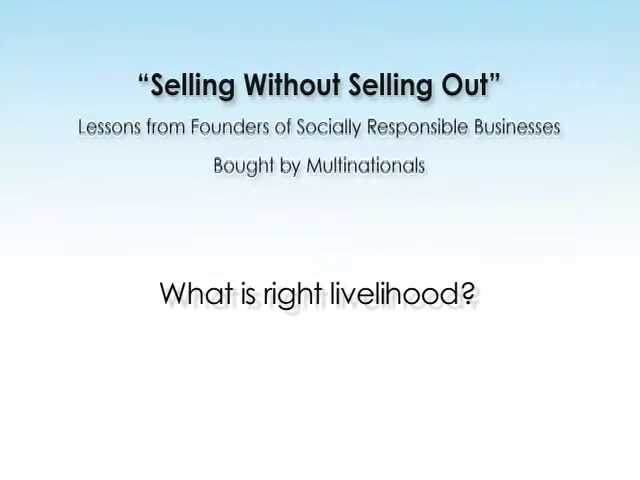 “Selling Without Selling Out”
Lessons from Founders of Socially Responsible Businesses
Bought by Multinationals
What is right livelihood?